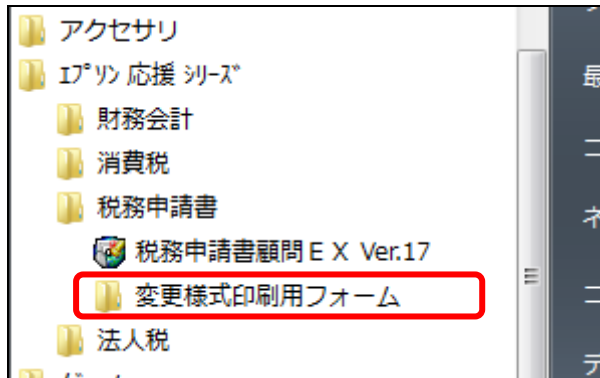 アクセサリ
ｴﾌﾟｿﾝ 応援 ｼﾘｰｽﾞ
財務会計
消費税
税務申請書
税務申請書顧問ＥＸ Ver.17
変更様式印刷用フォーム
法人税